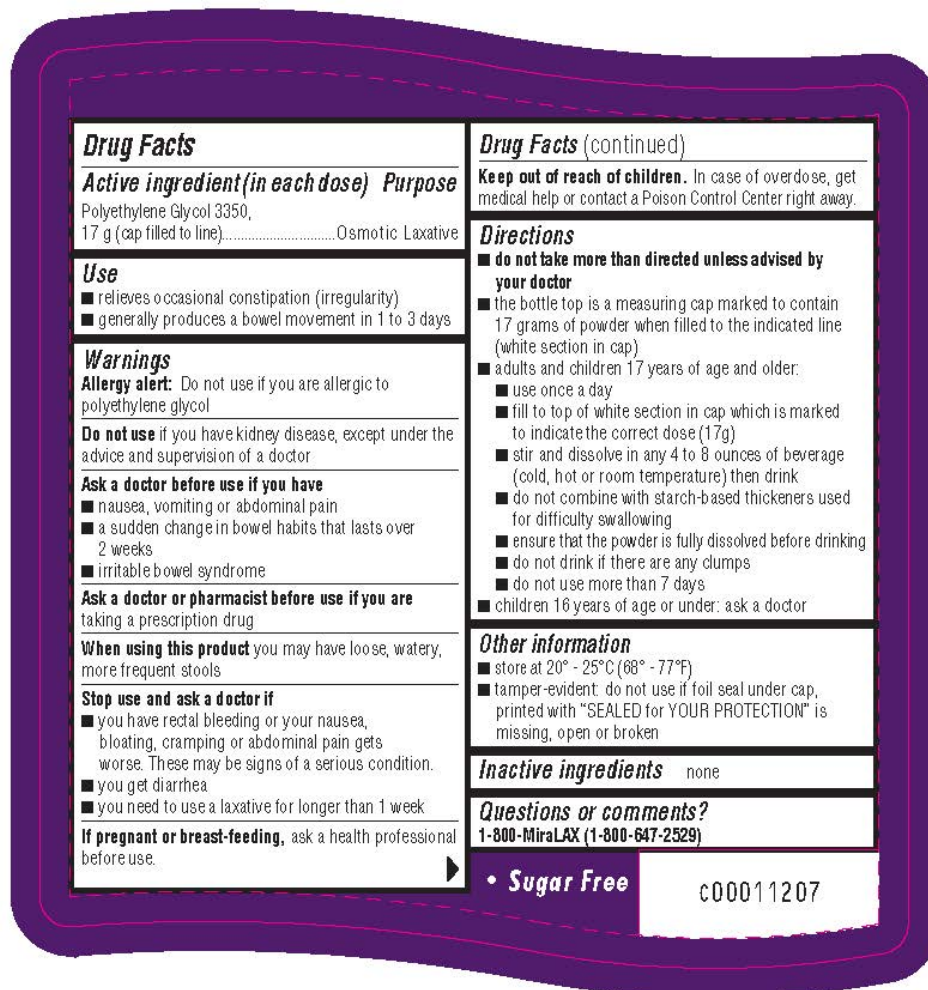 Drug Facts
Active ingredient (in each dose) Purpose
Polyethylene Glycol 3350,
17 g (cap filled to line)...............................Osmotic Laxative
Use
■ relieves occasional constipation (irregularity)
■ generally produces a bowel movement in 1 to 3 days
Warnings
Allergy alert: Do not use if you are allergic to
polyethylene glycol
Do not use if you have kidney disease, except under the
advice and supervision of a doctor
Ask a doctor before use if you have
■ nausea, vomiting or abdominal pain
■ a sudden change in bowel habits that lasts over
2 weeks
■ irritable bowel syndrome
Ask a doctor or pharmacist before use if you are
taking a prescription drug
When using this product you may have loose, watery,
more frequent stools
Stop use and ask a doctor if
■ you have rectal bleeding or your nausea,
bloating, cramping or abdominal pain gets
worse. These may be signs of a serious condition.
■ you get diarrhea
■ you need to use a laxative for longer than 1 week
If pregnant or breast-feeding, ask a health professional
before use.
Drug Facts (continued)
Keep out of reach of children. In case of overdose, get
medical help or contact a Poison Control Center right away.
Directions
■ do not take more than directed unless advised by
your doctor
■ the bottle top is a measuring cap marked to contain
17 grams of powder when filled to the indicated line
(white section in cap)
■ adults and children 17 years of age and older:
■ use once a day
■ fill to top of white section in cap which is marked
to indicate the correct dose (17g)
■ stir and dissolve in any 4 to 8 ounces of beverage
(cold, hot or room temperature) then drink
■ do not combine with starch-based thickeners used
for difficulty swallowing
■ ensure that the powder is fully dissolved before drinking
■ do not drink if there are any clumps
■ do not use more than 7 days
■ children 16 years of age or under: ask a doctor
Other information
■ store at 20° - 25°C (68° - 77°F)
■ tamper-evident: do not use if foil seal under cap,
printed with "SEALED for YOUR PROTECTION" is
missing, open or broken
Inactive ingredients none
Questions or comments?
1-800-MiraLAX (1-800-647-2529)
• Sugar Free
c00011207